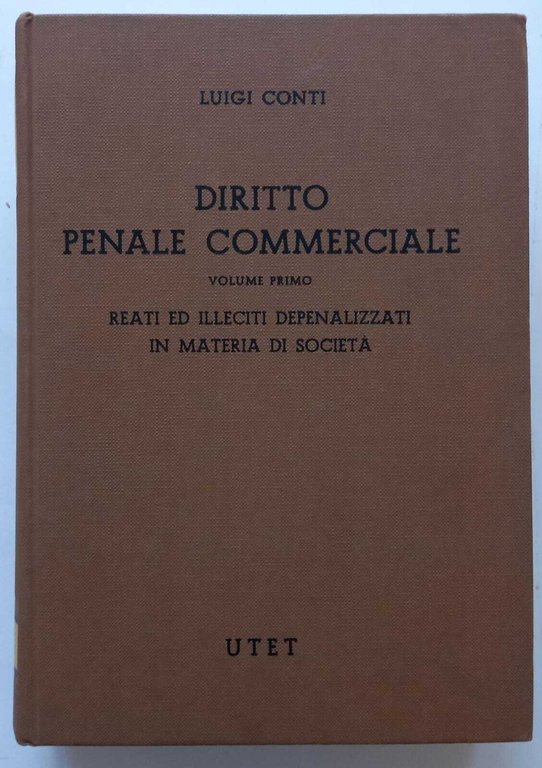 LUIGI CONTI
DIRITTO
PENALE COMMERCIALE
VOLUME PRIMO
REATI ED ILLECITI DEPENALIZZATI
IN MATERIA DI SOCIETÀ
UTET